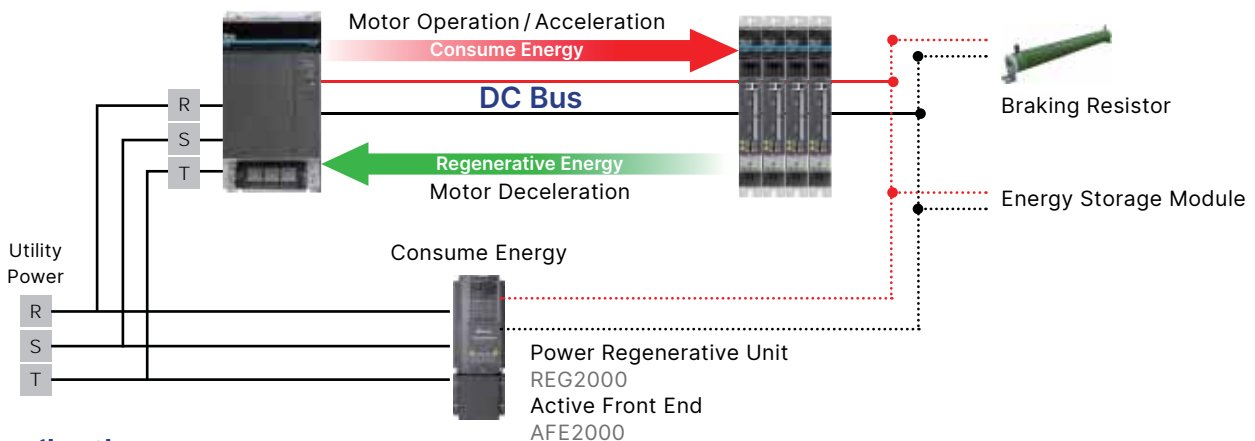 Motor Operation / Acceleration
Consume Energy
DC Bus
Regenerative Energy
Motor Deceleration
R
S
T
Braking Resistor
Energy Storage Module
Utility
Power
R
S
T
Consume Energy
Power Regenerative Unit
REG2000
Active Front End
AFE2000